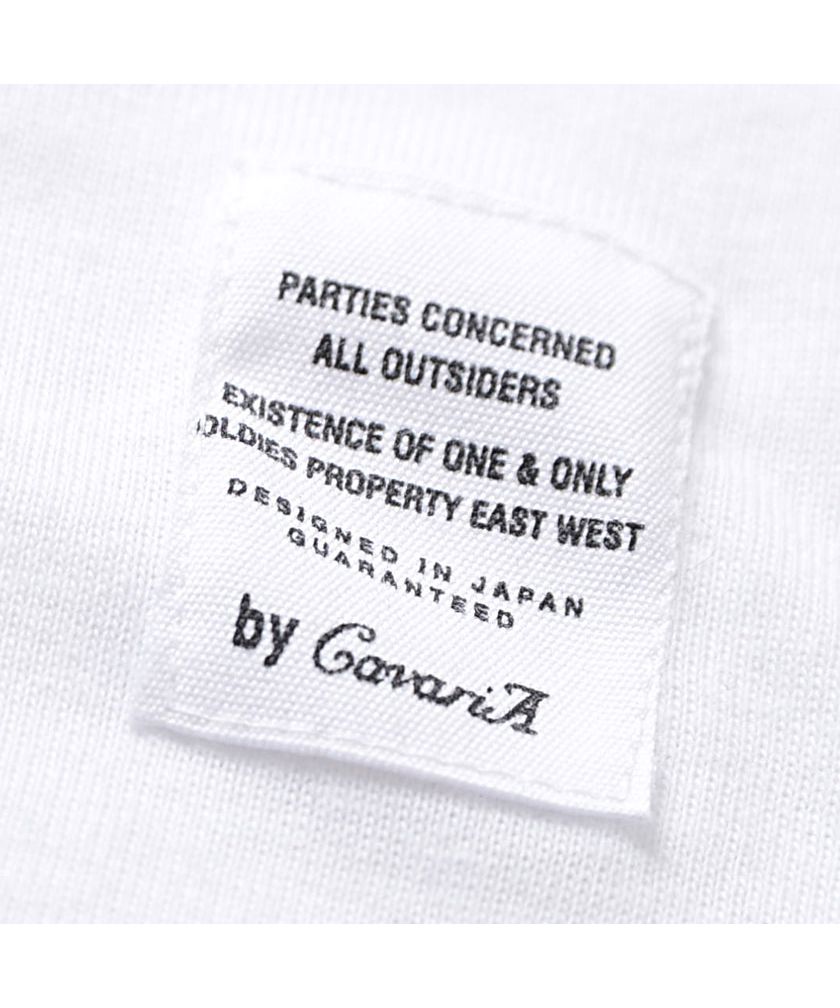 PARTIES CONCERNED
ALL OUTSIDERS
EXISTENCE OF ONE & ONLY
OLDIES PROPERTY EAST WEST
DESIGNED IN JAPAN
GUARANTEED
by CavariA